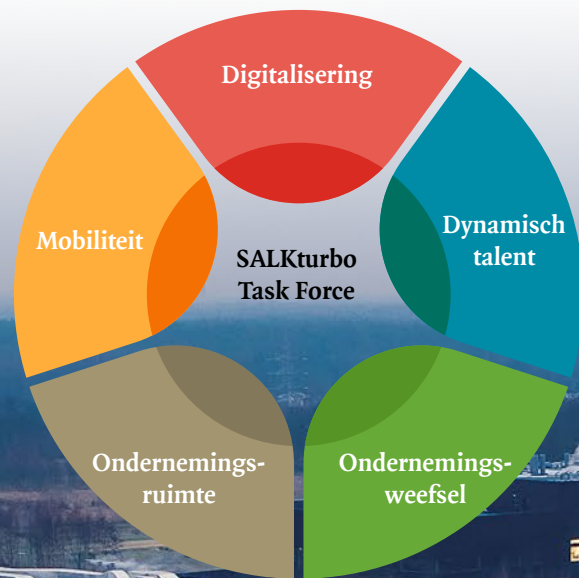 Digitalisering
Mobiliteit
Dynamisch
talent
SALKturbo
Task Force
Ondernemings-
ruimte
Ondernemings-
weefsel